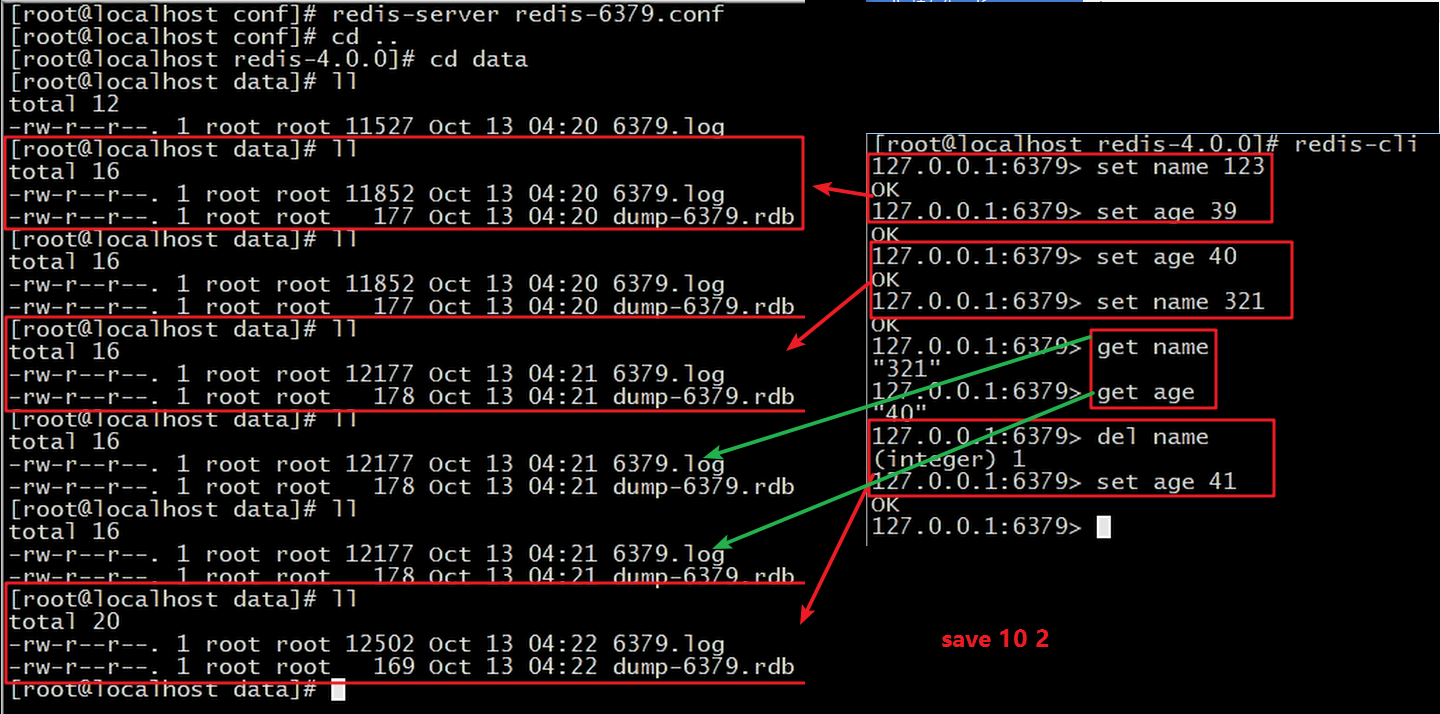 [root@localhost conf]# redis-server redis-6379.conf
[root@localhost conf]# cd ..
[root@localhost redis-4.0.0]# cd data
[root@localhost data]# ll
total 12
-rw-r--r--. 1 root root 11527 Oct 13 04:20 6379.log
[root@localhost data]# ll
total 16
-rw-r--r--. 1 root root 11852 Oct 13 04:20 6379.log
-rw-r--r--. 1 root root   177 Oct 13 04:20 dump-6379.rdb
[root@localhost data]# ll
total 16
-rw-r--r--. 1 root root 11852 Oct 13 04:20 6379.log
-rw-r--r--. 1 root root   177 Oct 13 04:20 dump-6379.rdb
[root@localhost data]# ll
total 16
-rw-r--r--. 1 root root 12177 Oct 13 04:21 6379.log
-rw-r--r--. 1 root root   178 Oct 13 04:21 dump-6379.rdb
[root@localhost data]# ll
total 16
-rw-r--r--. 1 root root 12177 Oct 13 04:21 6379.log
-rw-r--r--. 1 root root   178 Oct 13 04:21 dump-6379.rdb
[root@localhost data]# ll
total 16
-rw-r--r--. 1 root root 12177 Oct 13 04:21 6379.log
-rw-r--r--. 1 root root   178 Oct 13 04:21 dump-6379.rdb
[root@localhost data]# ll
total 20
-rw-r--r--. 1 root root 12502 Oct 13 04:22 6379.log
-rw-r--r--. 1 root root   169 Oct 13 04:22 dump-6379.rdb
[root@localhost data]#
[root@localhost redis-4.0.0]# redis-cli
127.0.0.1:6379> set name 123
OK
127.0.0.1:6379> set age 39
OK
127.0.0.1:6379> set age 40
OK
127.0.0.1:6379> set name 321
OK
127.0.0.1:6379> get name
"321"
127.0.0.1:6379> get age
"40"
127.0.0.1:6379> del name
(integer) 1
127.0.0.1:6379> set age 41
OK
127.0.0.1:6379>
save 10 2